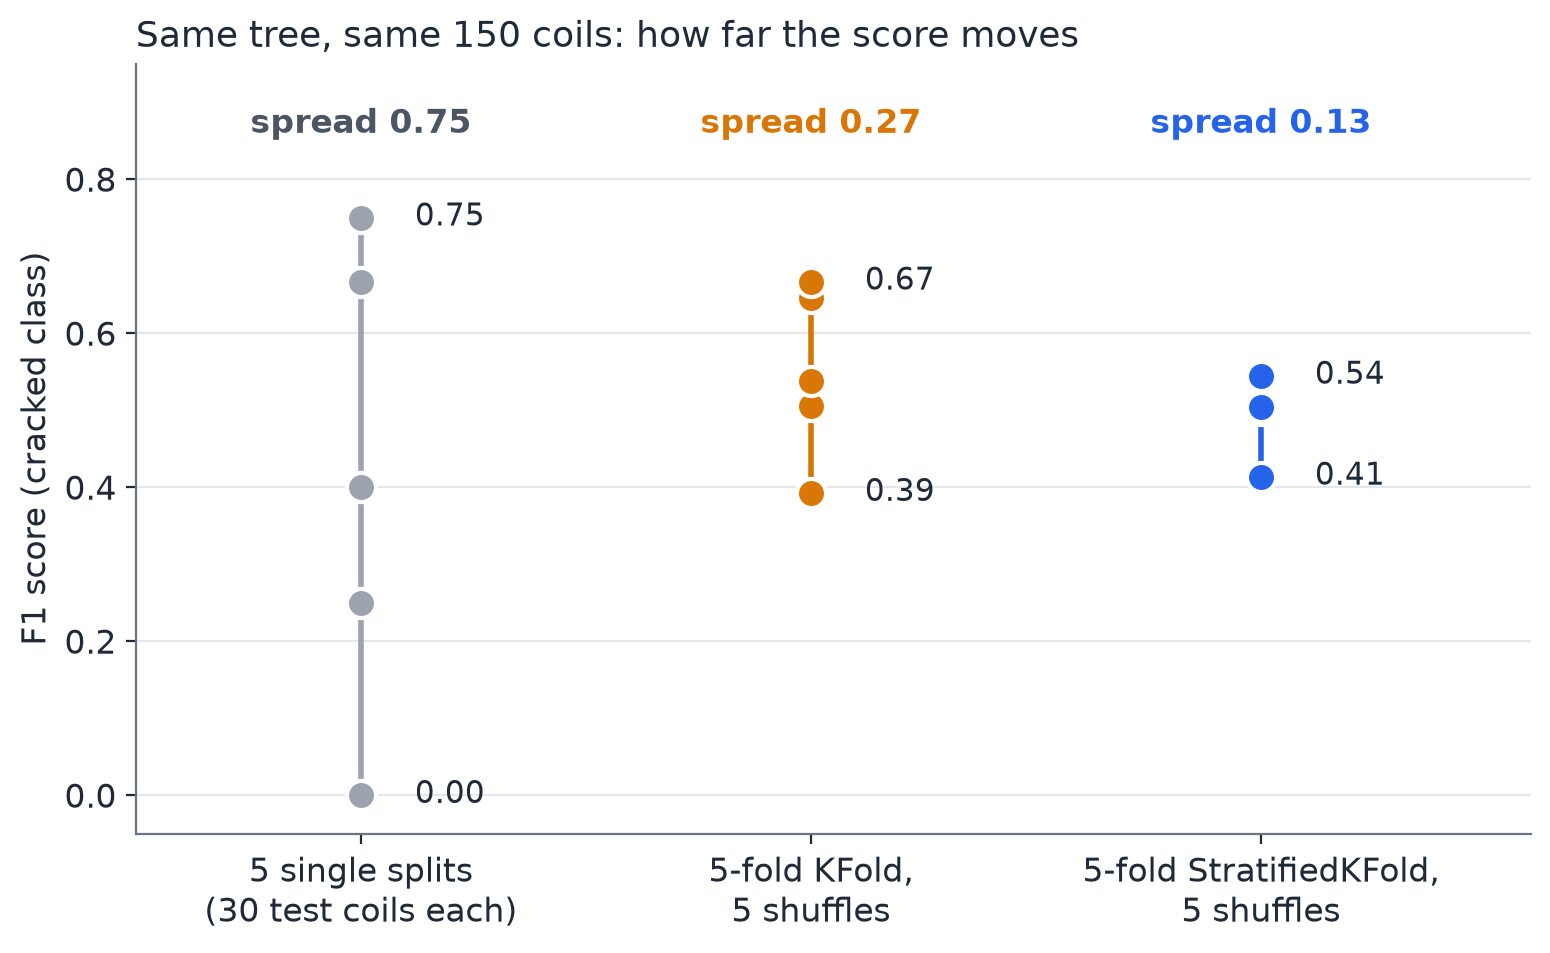 Same tree, same 150 coils: how far the score moves
spread 0.75
spread 0.27
spread 0.13
F1 score (cracked class)
0.8
0.6
0.4
0.2
0.0
0.75
0.00
0.67
0.39
0.54
0.41
5 single splits
(30 test coils each)
5-fold KFold,
5 shuffles
5-fold StratifiedKFold,
5 shuffles